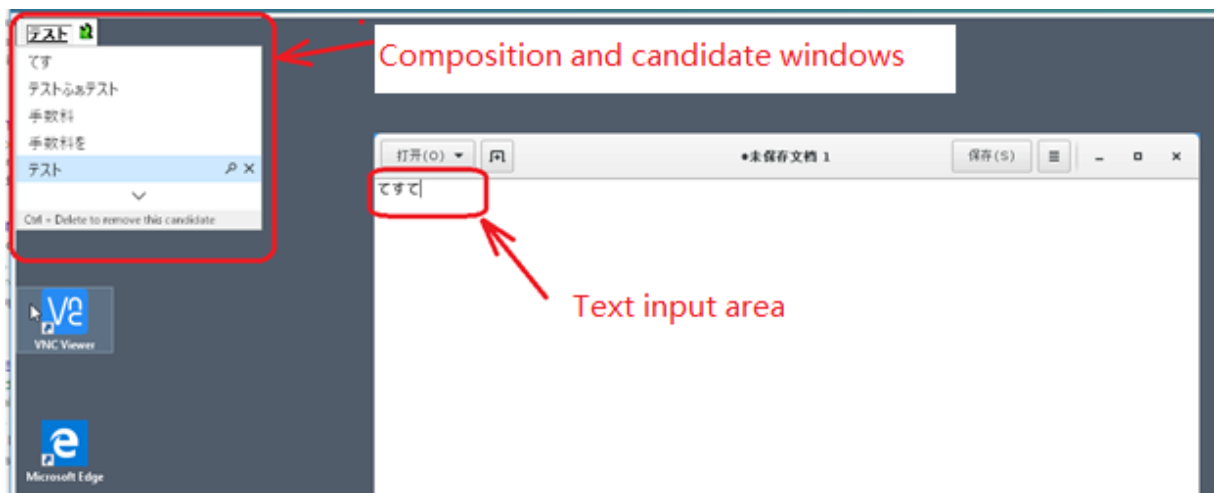 テスト
てす
テストふぁテスト
手数料
手数料を
テスト
Ctrl + Delete to remove this candidate
Composition and candidate windows
打开(O)
•未保存文档 1
保存(S)
てすて
Text input area
VNC Viewer
Microsoft Edge